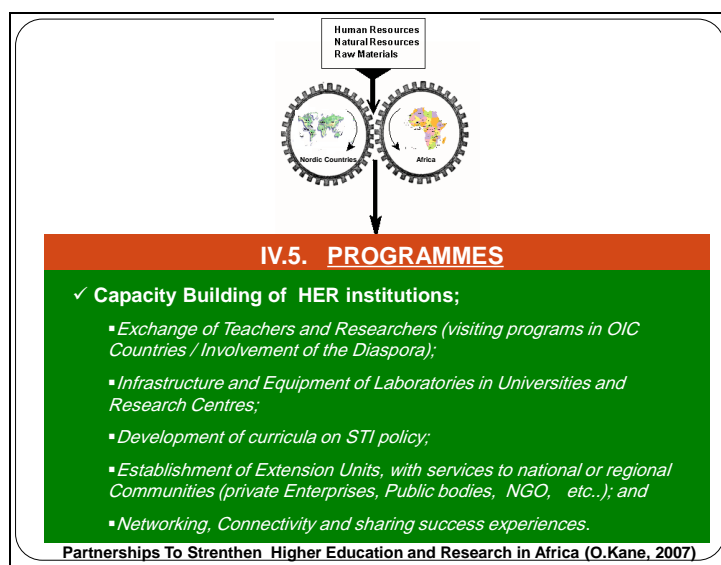 Human Resources
Natural Resources
Raw Materials
Nordic Countries
Africa
IV.5. PROGRAMMES
✓ Capacity Building of HER institutions;
▪Exchange of Teachers and Researchers (visiting programs in OIC
Countries / Involvement of the Diaspora);
▪Infrastructure and Equipment of Laboratories in Universities and
Research Centres;
▪Development of curricula on STI policy;
▪Establishment of Extension Units, with services to national or regional
Communities (private Enterprises, Public bodies, NGO, etc..); and
▪Networking, Connectivity and sharing success experiences.
Partnerships To Strenthen Higher Education and Research in Africa (O.Kane, 2007)